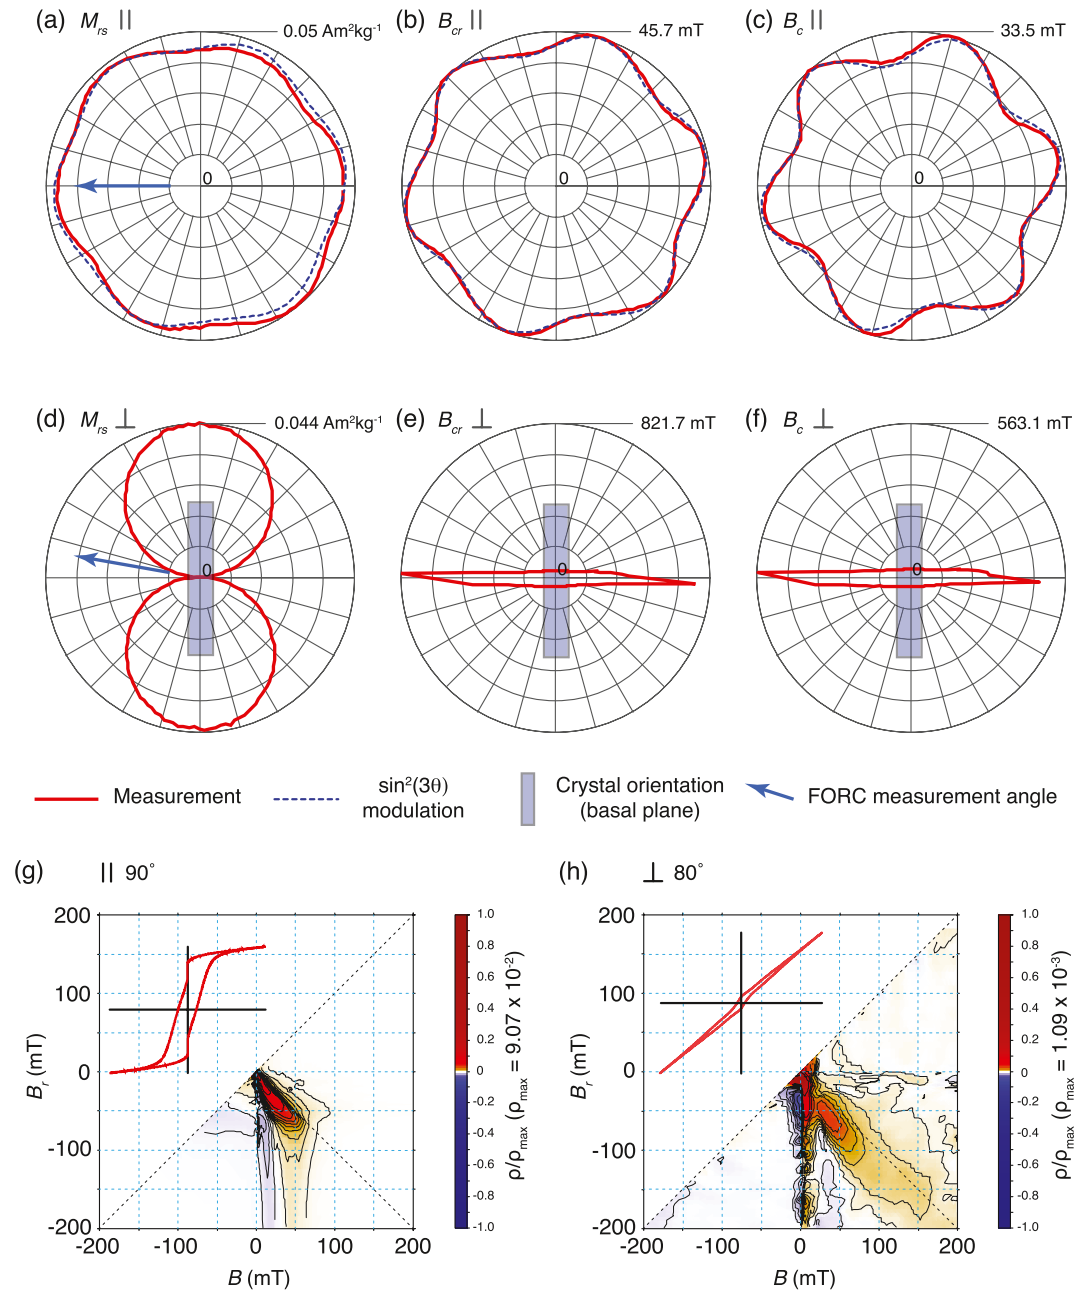 (a) Mrs || 0.05 Am²kg⁻¹
(b) Bcr || 45.7 mT
(c) Bc || 33.5 mT
0
0
0
(d) Mrs ⊥ 0.044 Am²kg⁻¹
(e) Bcr ⊥ 821.7 mT
(f) Bc ⊥ 563.1 mT
0
0
0
Measurement
sin²(3θ)
modulation
Crystal orientation
(basal plane)
FORC measurement angle
(g) || 90°
200
100
0
-100
-200
Br (mT)
-200 -100 0 100 200
B (mT)
1.0
0.8
0.6
0.4
0.2
0
-0.2
-0.4
-0.6
-0.8
-1.0
ρ/ρmax (ρmax = 9.07 x 10⁻²)
(h) ⊥ 80°
200
100
0
-100
-200
Br (mT)
-200 -100 0 100 200
B (mT)
1.0
0.8
0.6
0.4
0.2
0
-0.2
-0.4
-0.6
-0.8
-1.0
ρ/ρmax (ρmax = 1.09 x 10⁻³)